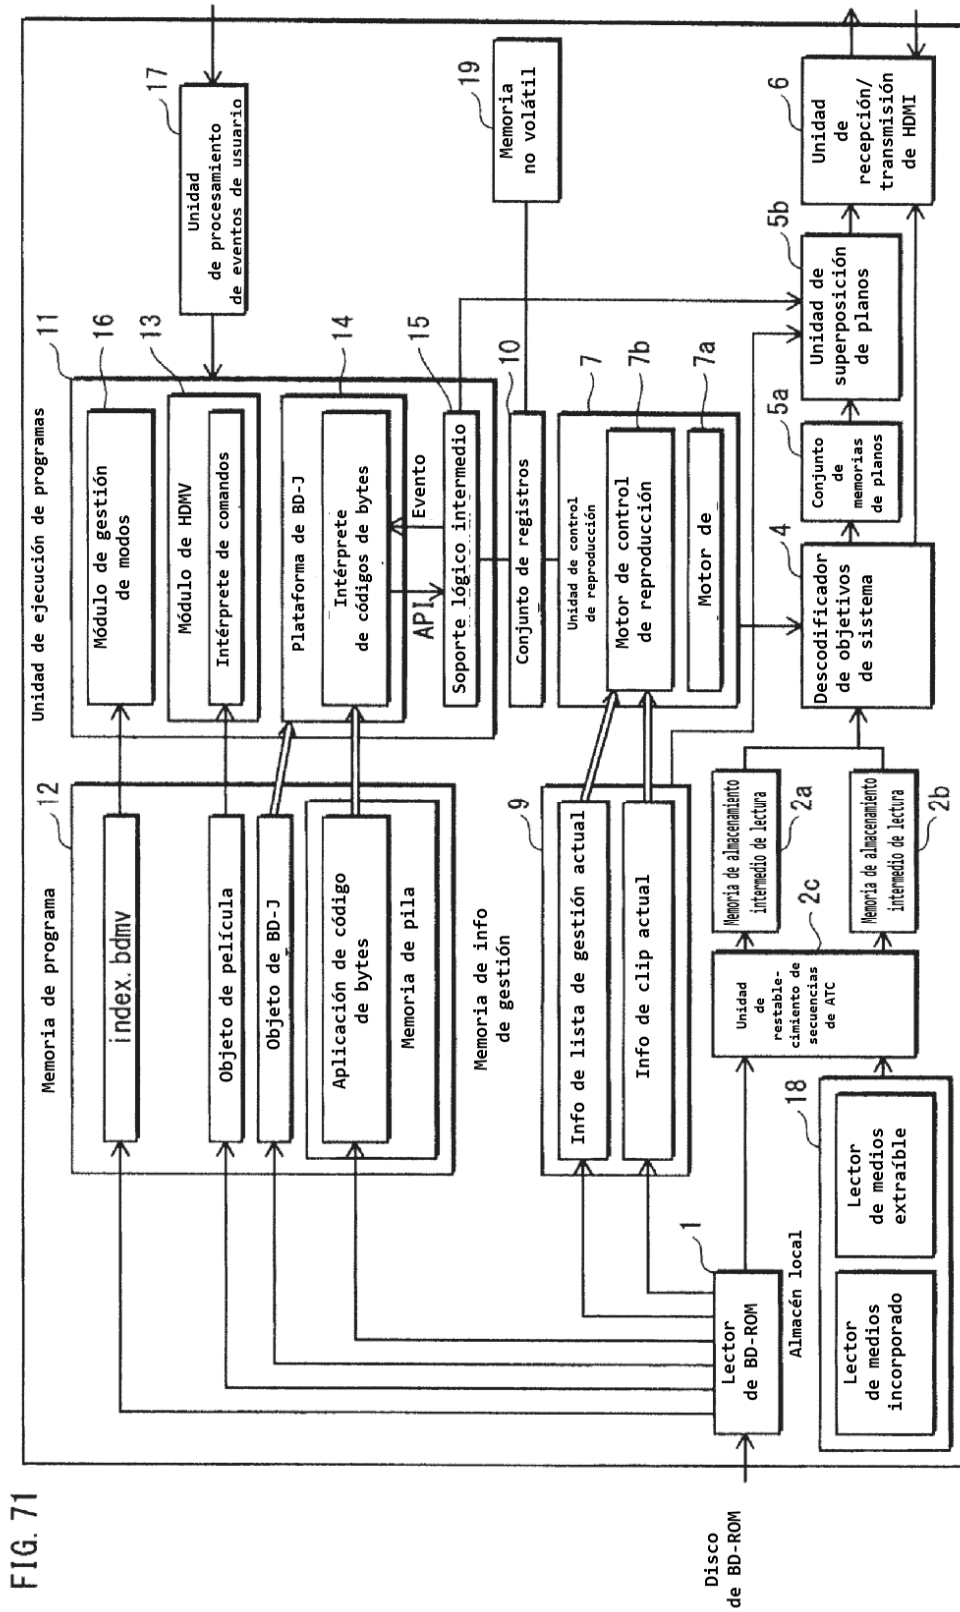 FIG. 71
Disco
de BD-ROM
Lector
de BD-ROM
1
Almacén local
18
Lector
de medios
incorporado
Lector
de medios
extraíble
Memoria de programa
12
index.bdmv
Objeto de película
Objeto de BD-J
Aplicación de código
de bytes
Memoria de pila
Memoria de info
de gestión
9
Info de lista de gestión actual
Info de clip actual
Unidad
de
restable-
cimiento de
secuencias
de ATC
2c
Memoria de almacenamiento
intermedio de lectura
2a
Memoria de almacenamiento
intermedio de lectura
2b
Unidad de ejecución de programas
11
Módulo de gestión
de modos
16
Módulo de HDMV
13
Intérprete de comandos
Plataforma de BD-J
14
Intérprete
de códigos de bytes
API
Evento
Soporte lógico intermedio
15
Conjunto de registros
10
Unidad de control
de reproducción
7
Motor de control
de reproducción
7b
Motor de
7a
Descodificador
de objetivos
de sistema
4
Conjunto
de
memorias
de planos
5a
Unidad de
superposición
de planos
5b
Unidad
de
recepción/
transmisión
de HDMI
6
Unidad
de procesamiento
de eventos de usuario
17
Memoria
no volátil
19